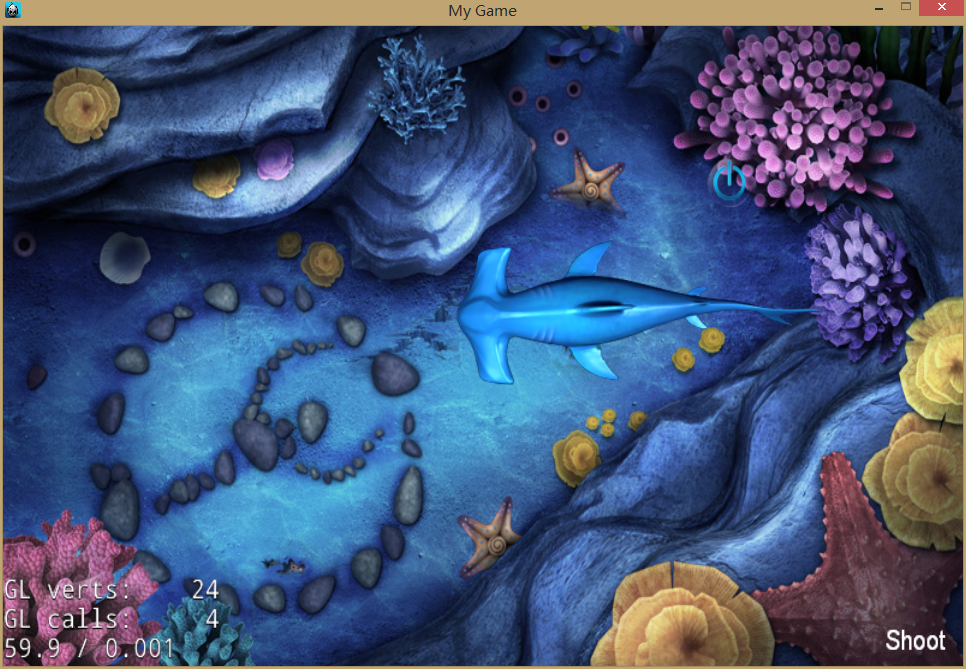 My Game
GL verts: 24
GL calls: 4
59.9 / 0.001
Shoot